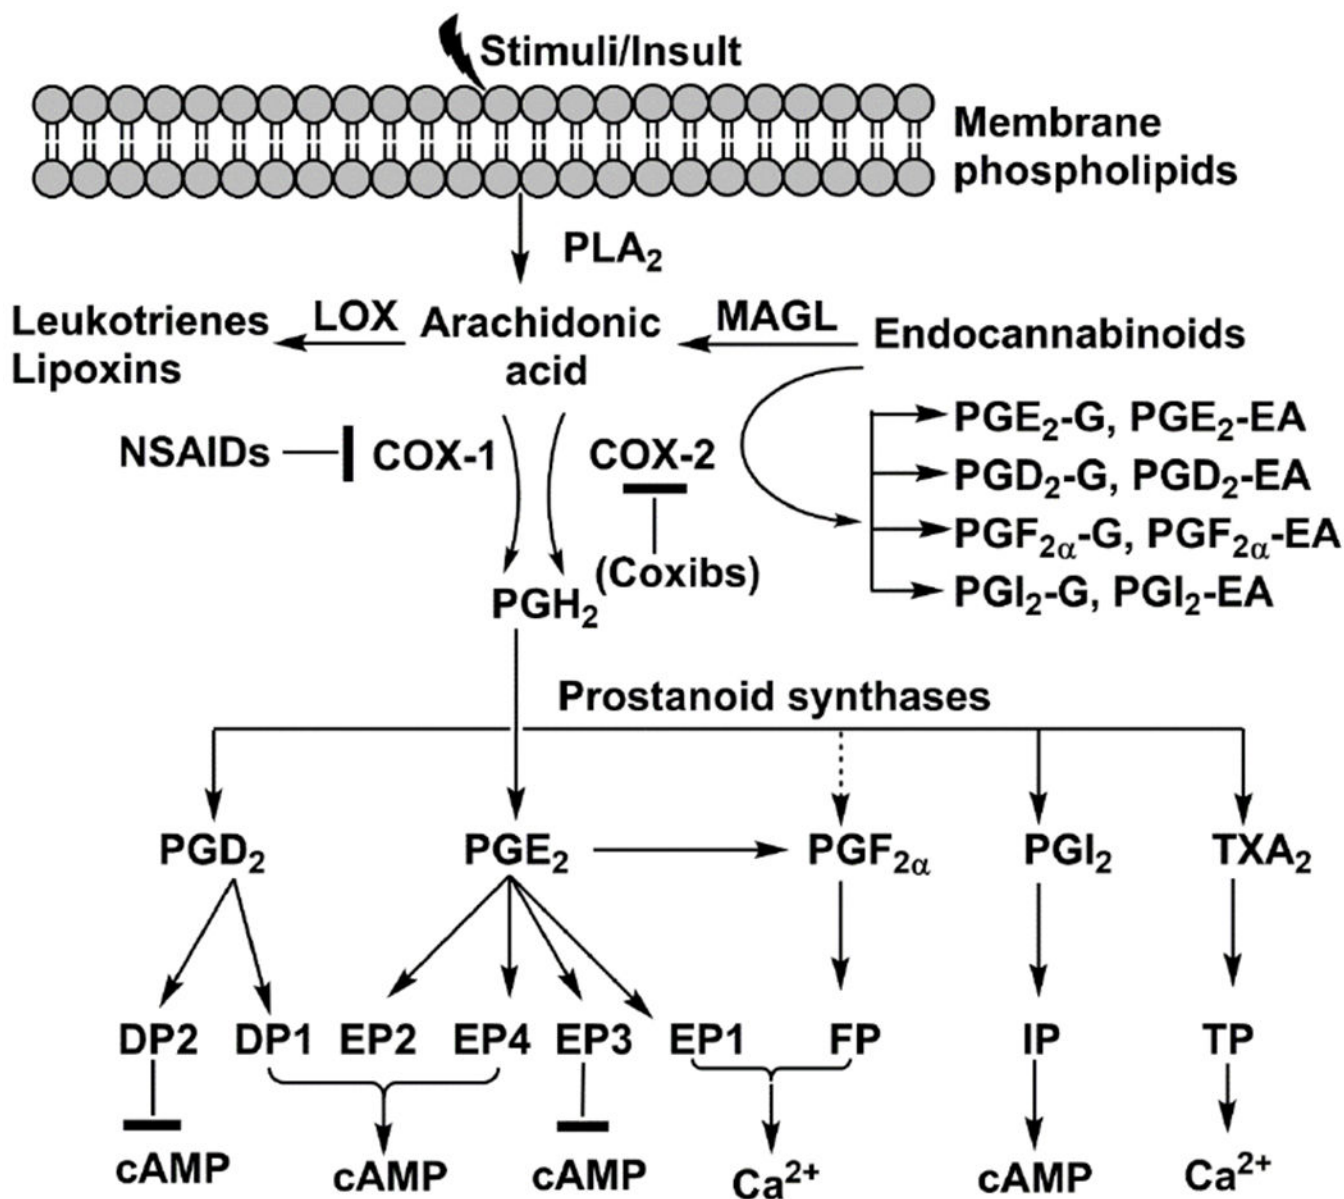 Stimuli/Insult
Membrane
phospholipids
PLA₂
Leukotrienes
Lipoxins
LOX
Arachidonic
acid
MAGL
Endocannabinoids
NSAIDs
COX-1
COX-2
(Coxibs)
PGH₂
PGE₂-G, PGE₂-EA
PGD₂-G, PGD₂-EA
PGF₂α-G, PGF₂α-EA
PGI₂-G, PGI₂-EA
Prostanoid synthases
PGD₂
PGE₂
PGF₂α
PGI₂
TXA₂
DP2
DP1
EP2
EP4
EP3
EP1
FP
IP
TP
cAMP
cAMP
cAMP
Ca²⁺
cAMP
Ca²⁺